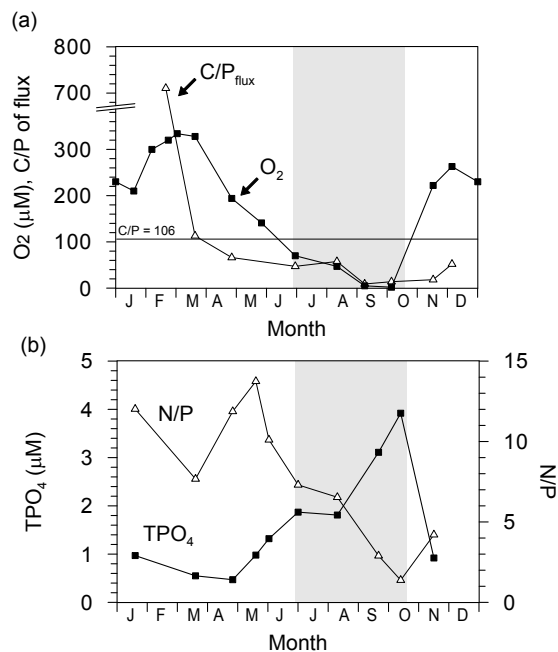 (a)
800
700
300
200
100
0
O2 (μM), C/P of flux
C/Pflux
O2
C/P = 106
J F M A M J J A S O N D
Month
(b)
5
4
3
2
1
0
TPO4 (μM)
15
10
5
0
N/P
N/P
TPO4
J F M A M J J A S O N D
Month